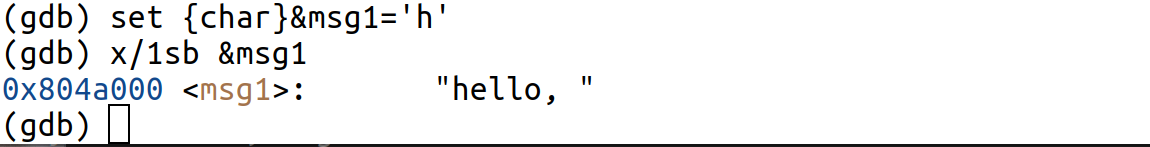 (gdb) set {char}&msg1='h'
(gdb) x/1sb &msg1
0x804a000 <msg1>:	"hello, "
(gdb)